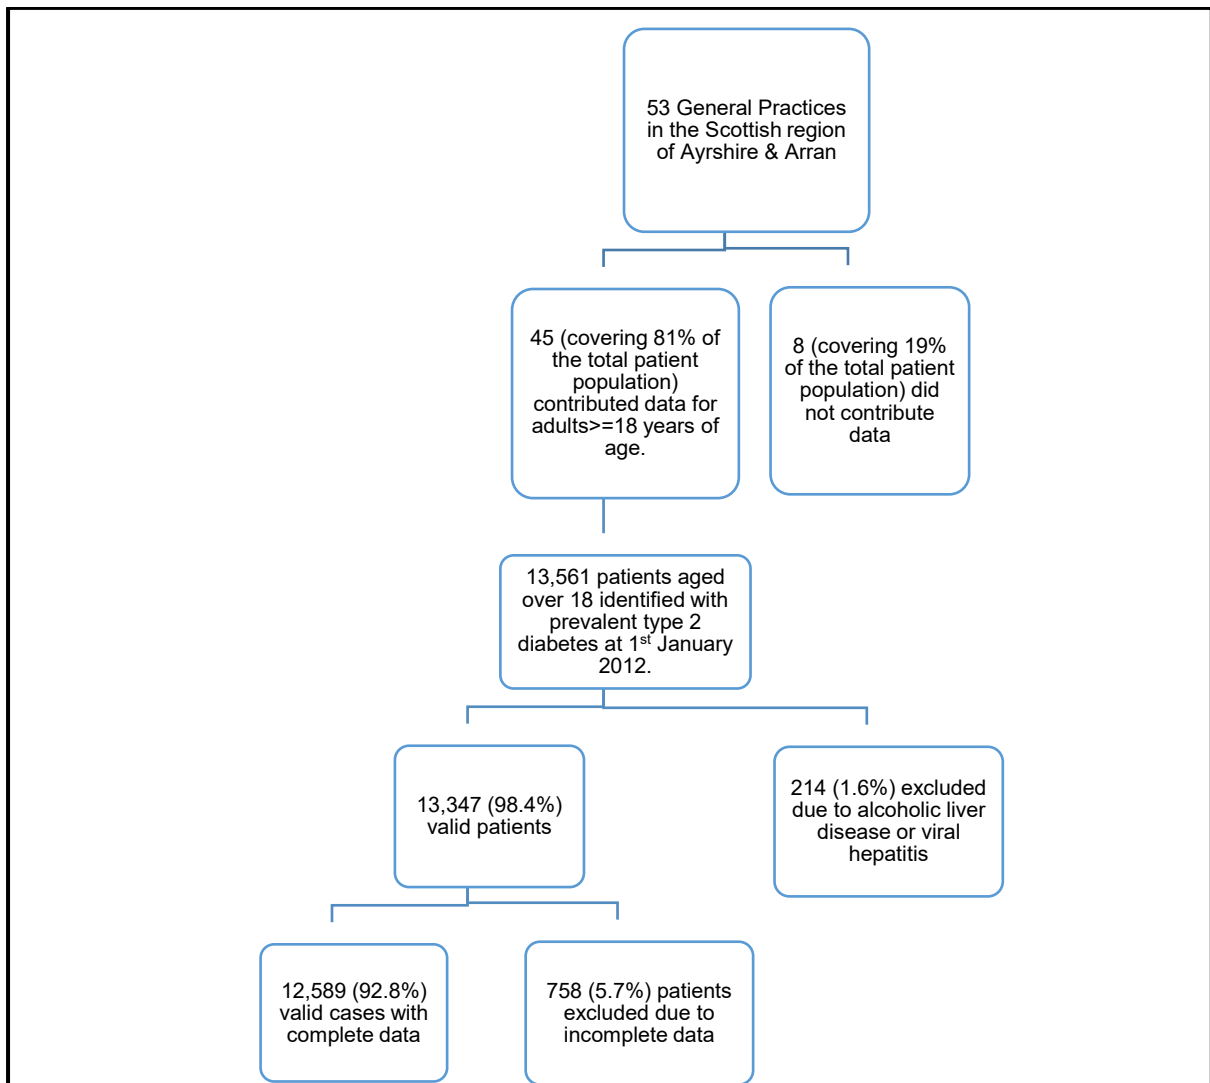 53 General Practices
in the Scottish region
of Ayrshire & Arran
45 (covering 81% of
the total patient
population)
contributed data for
adults>=18 years of
age.
8 (covering 19%
of the total patient
population) did
not contribute
data
13,561 patients aged
over 18 identified with
prevalent type 2
diabetes at 1st January
2012.
13,347 (98.4%)
valid patients
214 (1.6%) excluded
due to alcoholic liver
disease or viral
hepatitis
12,589 (92.8%)
valid cases with
complete data
758 (5.7%) patients
excluded due to
incomplete data